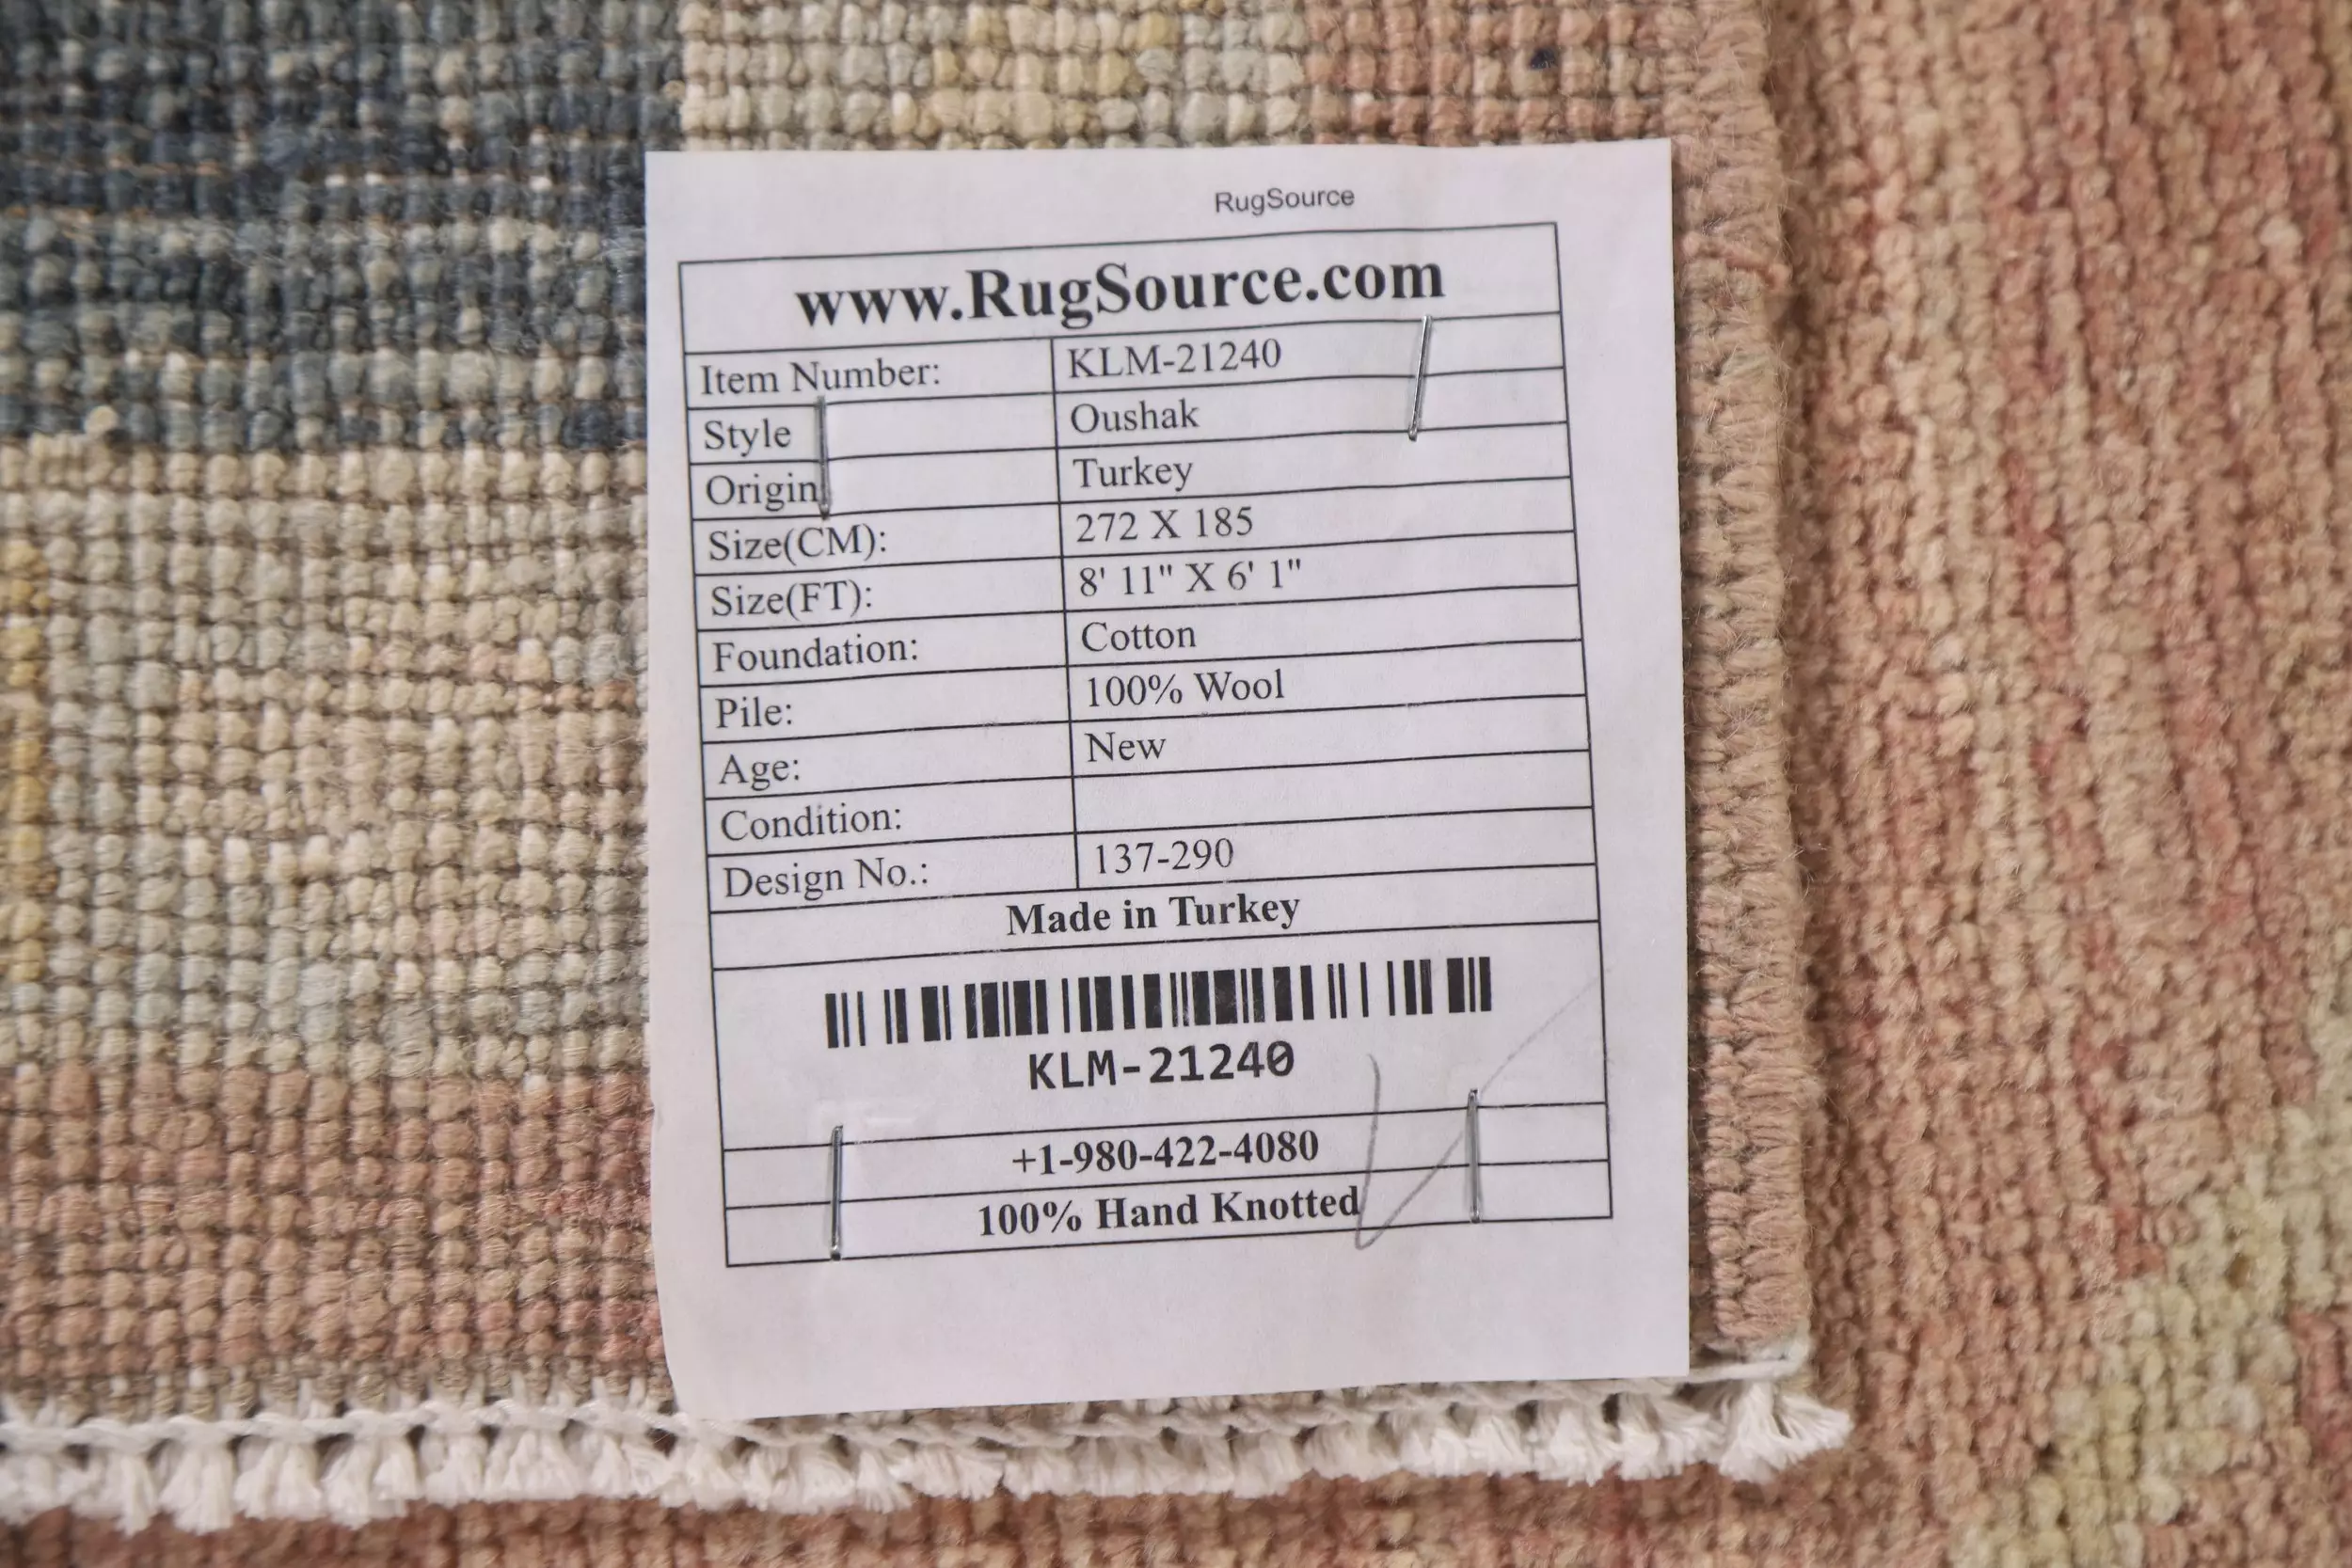 RugSource
www.RugSource.com
Item Number: KLM-21240
Style Oushak
Origin Turkey
Size(CM): 272 X 185
Size(FT): 8' 11" X 6' 1"
Foundation: Cotton
Pile: 100% Wool
Age: New
Condition:
Design No.: 137-290
Made in Turkey
KLM-21240
+1-980-422-4080
100% Hand Knotted